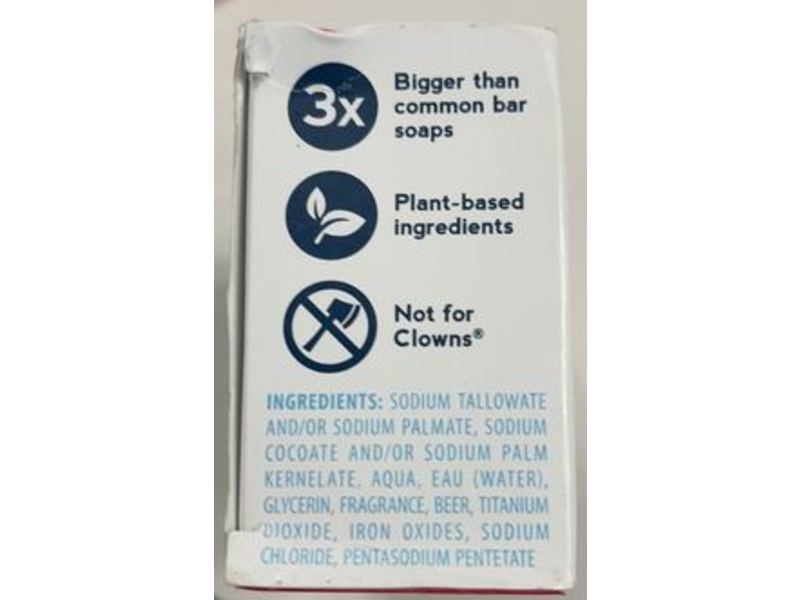 3x
Bigger than
common bar
soaps
Plant-based
ingredients
Not for
Clowns®
INGREDIENTS: SODIUM TALLOWATE
AND/OR SODIUM PALMATE, SODIUM
COCOATE AND/OR SODIUM PALM
KERNELATE, AQUA, EAU (WATER),
GLYCERIN, FRAGRANCE, BEER, TITANIUM
DIOXIDE, IRON OXIDES, SODIUM
CHLORIDE, PENTASODIUM PENTETATE